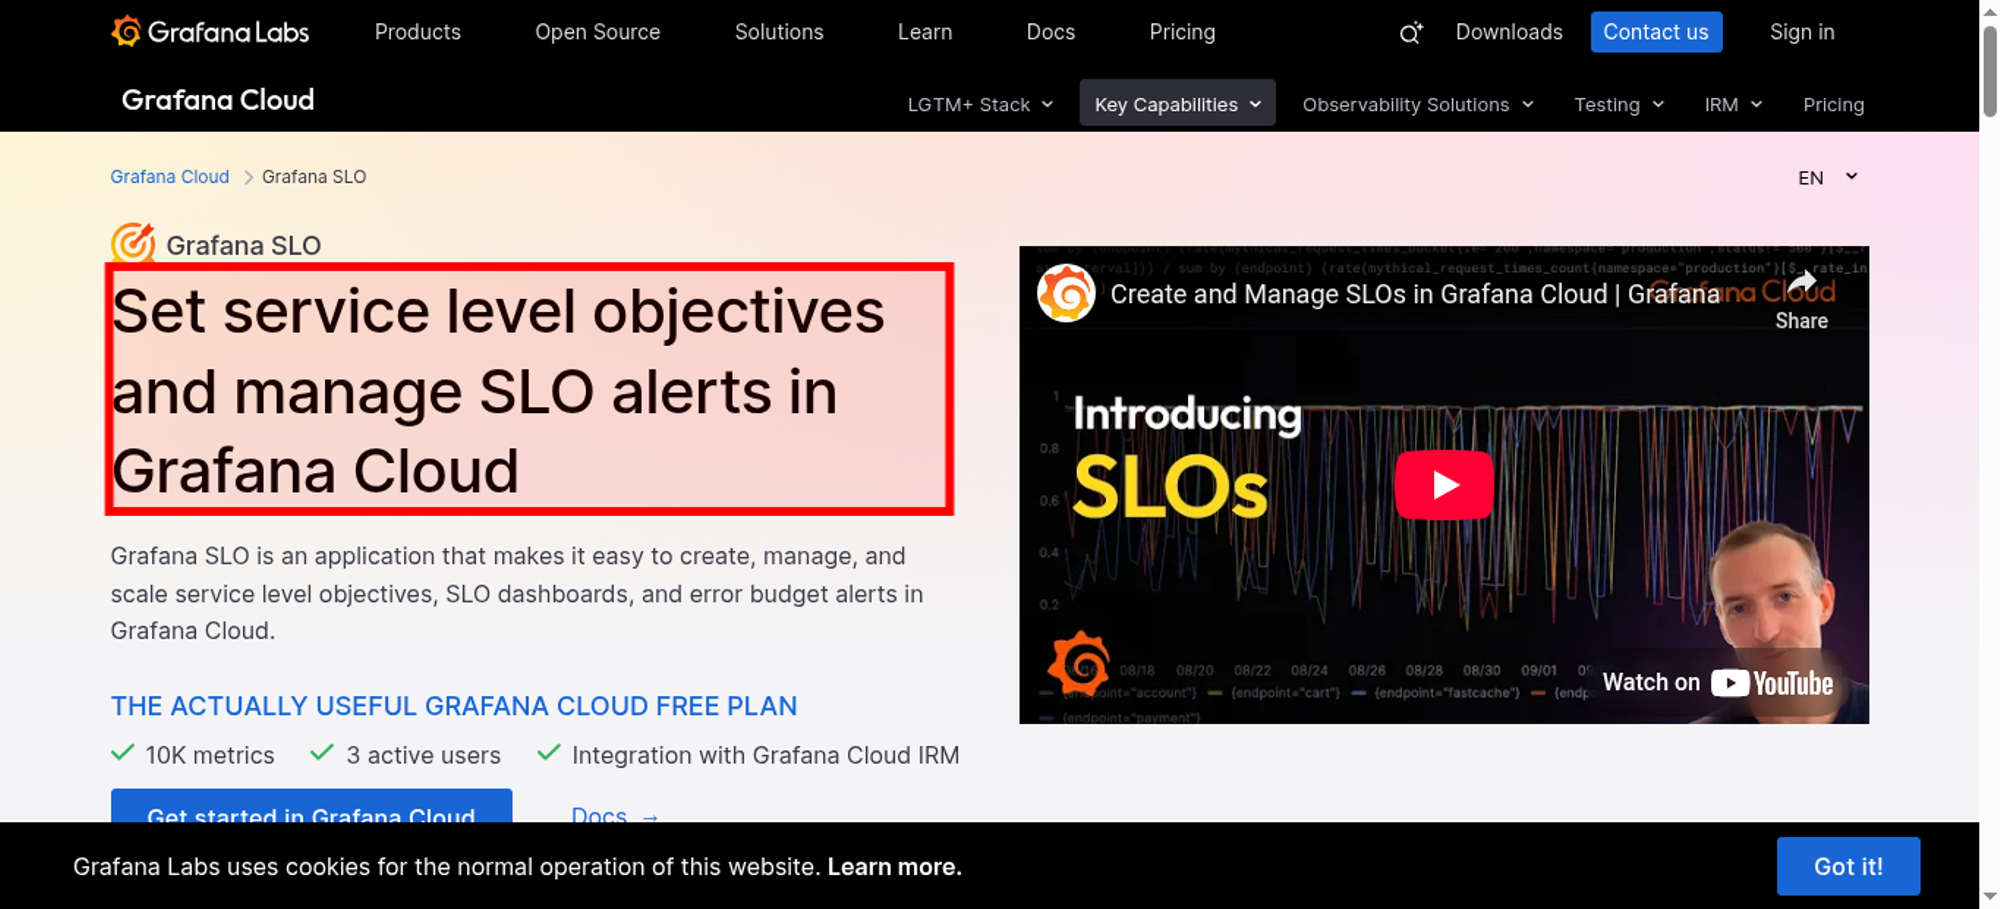 Grafana Labs Products Open Source Solutions Learn Docs Pricing Downloads Contact us Sign in
Grafana Cloud LGTM+ Stack Key Capabilities Observability Solutions Testing IRM Pricing
Grafana Cloud Grafana SLO EN
Grafana SLO
Set service level objectives
and manage SLO alerts in
Grafana Cloud
Grafana SLO is an application that makes it easy to create, manage, and
scale service level objectives, SLO dashboards, and error budget alerts in
Grafana Cloud.
THE ACTUALLY USEFUL GRAFANA CLOUD FREE PLAN
10K metrics 3 active users Integration with Grafana Cloud IRM
Get started in Grafana Cloud Docs →
Create and Manage SLOs in Grafana Cloud | Grafana
Share
Introducing
SLOs
1
0.8
0.6
0.4
0.2
08/18 08/20 08/22 08/24 08/26 08/28 08/30 09/01
{endpoint="cart"} {endpoint="fastcache"}
{endpoint="payment"}
Watch on YouTube
Grafana Labs uses cookies for the normal operation of this website. Learn more. Got it!